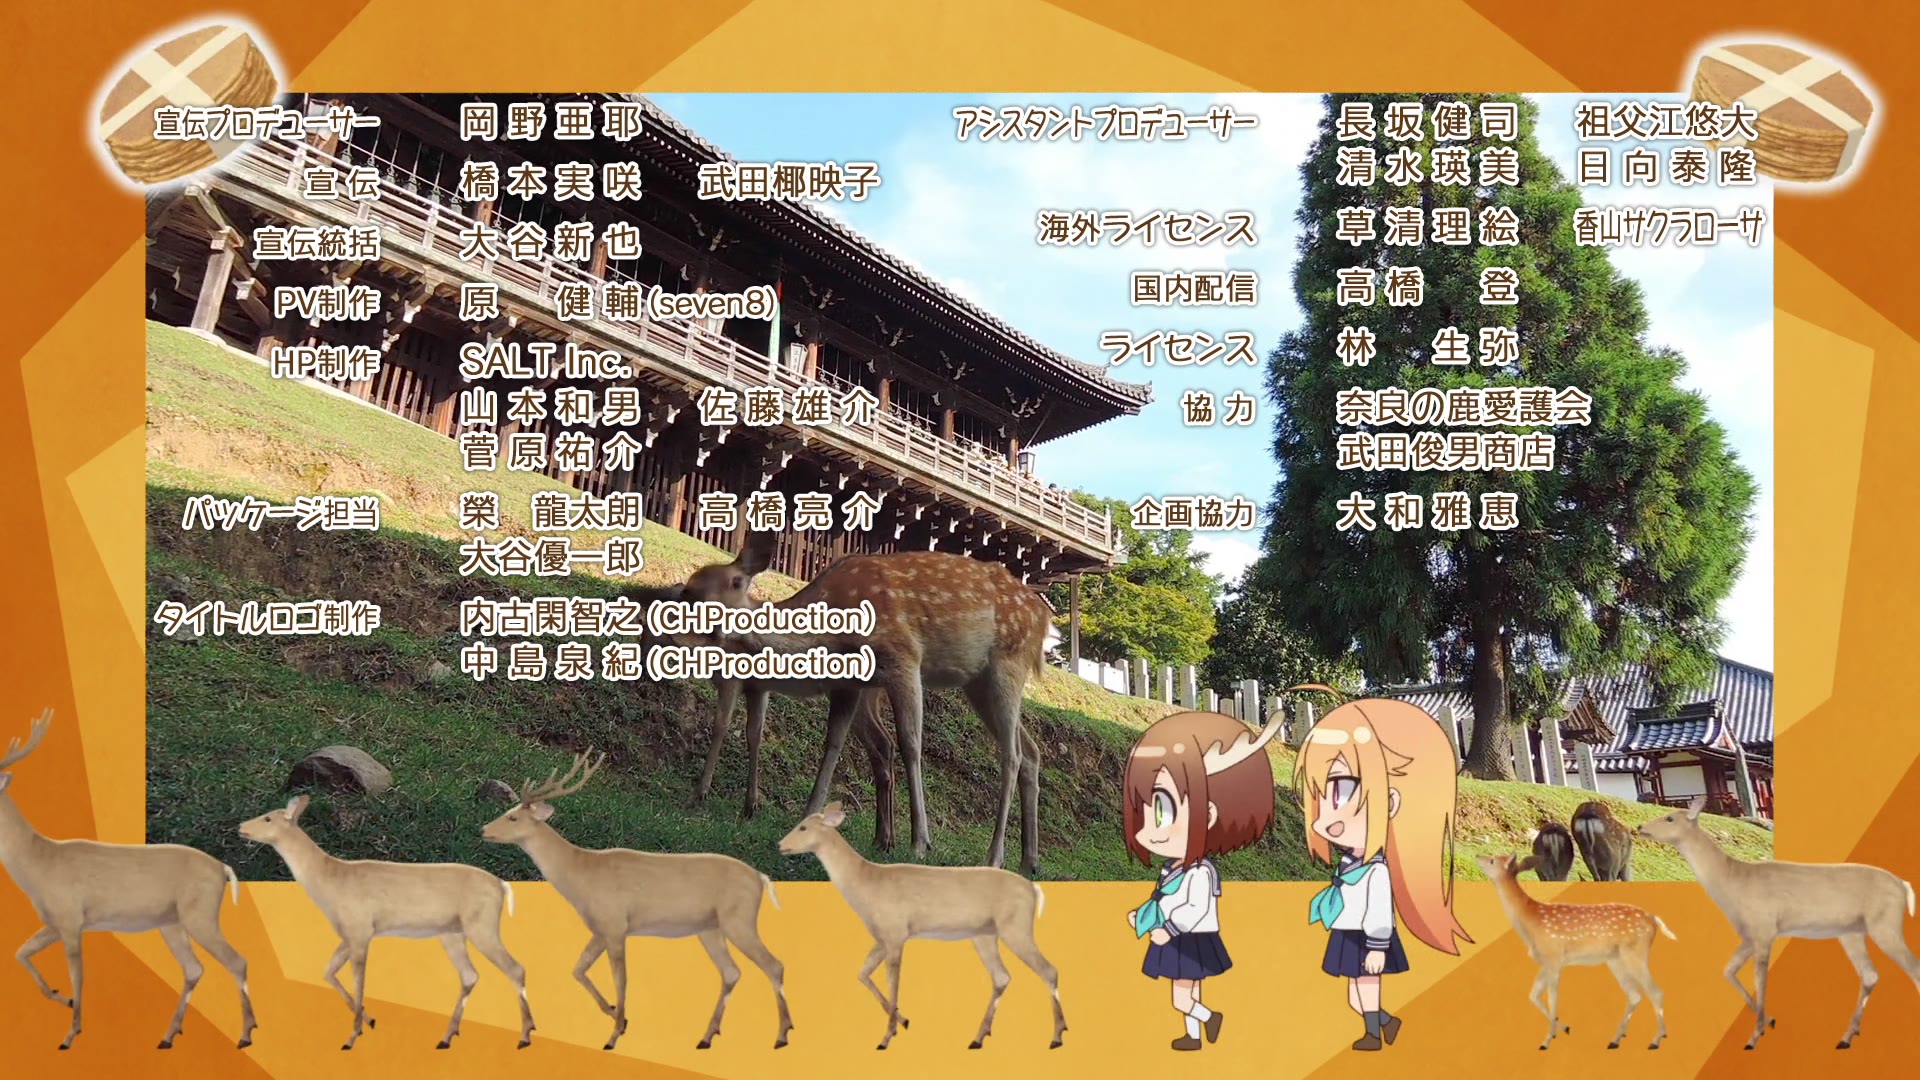 宣伝プロデューサー 岡野亜耶
宣伝 橋本実咲 武田椰映子
宣伝統括 大谷新也
PV制作 原 健輔(seven8)
HP制作 SALT Inc.
山本和男 佐藤雄介
菅原祐介
パッケージ担当 榮 龍太朗 高橋亮介
大谷優一郎
タイトルロゴ制作 内古閑智之(CHProduction)
中島泉紀(CHProduction)
アシスタントプロデューサー 長坂健司 祖父江悠大
清水瑛美 日向泰隆
海外ライセンス 草清理絵 香山サクラローサ
国内配信 高橋 登
ライセンス 林 生弥
協力 奈良の鹿愛護会
武田俊男商店
企画協力 大和雅恵